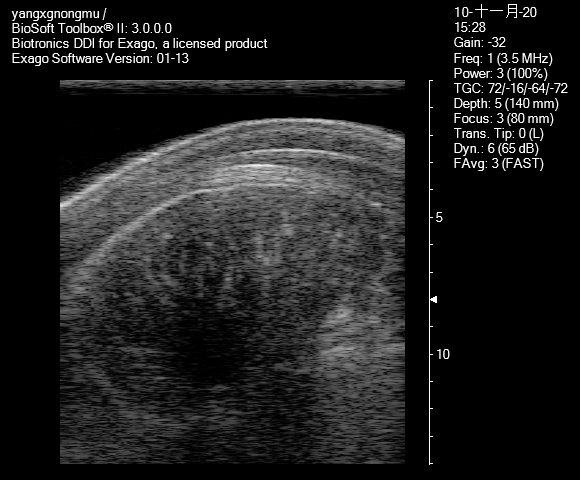 yangxgnongmu /
BioSoft Toolbox® II: 3.0.0.0
Biotronics DDI for Exago, a licensed product
Exago Software Version: 01-13
10-十一月-20
15:28
Gain: -32
Freq: 1 (3.5 MHz)
Power: 3 (100%)
TGC: 72/-16/-64/-72
Depth: 5 (140 mm)
Focus: 3 (80 mm)
Trans. Tip: 0 (L)
Dyn.: 6 (65 dB)
FAvg: 3 (FAST)
5
10